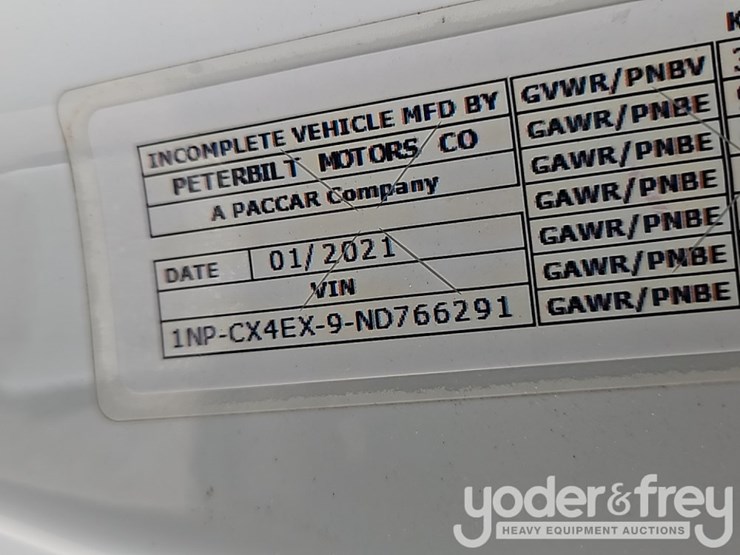 INCOMPLETE VEHICLE MFD BY
PETERBILT MOTORS CO
A PACCAR Company
DATE 01/2021
VIN
1NP-CX4EX-9-ND766291
GVWR/PNBV
GAWR/PNBE
GAWR/PNBE
GAWR/PNBE
GAWR/PNBE
GAWR/PNBE
GAWR/PNBE
K
3
yoder&frey
HEAVY EQUIPMENT AUCTIONS